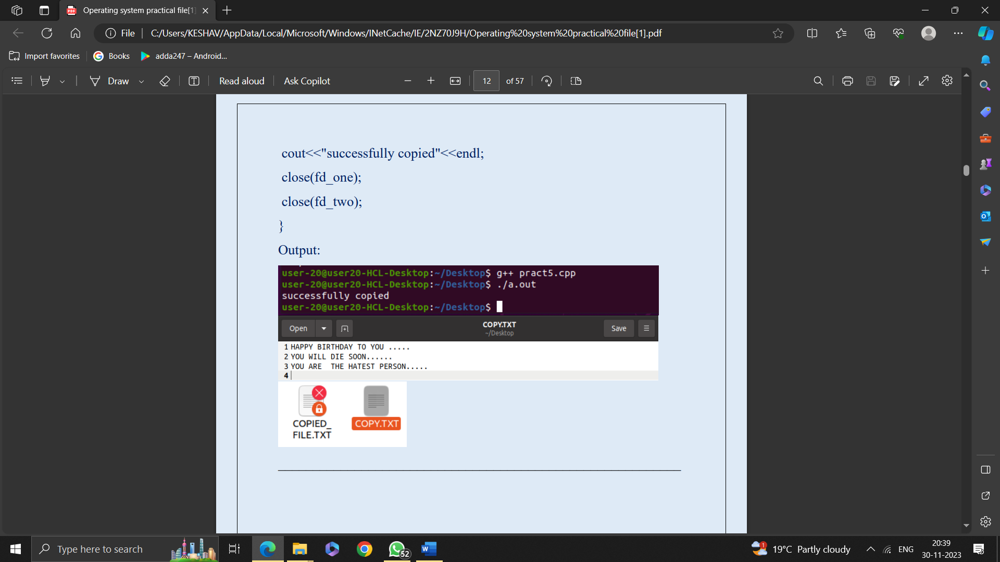 Operating system practical file[1]
File
C:/Users/KESHAV/AppData/Local/Microsoft/Windows/INetCache/IE/2NZ70J9H/Operating%20system%20practical%20file[1].pdf
Import favorites
Books
adda247 – Android...
Draw
Read aloud
Ask Copilot
12
of 57
cout<<"successfully copied"<<endl;
close(fd_one);
close(fd_two);
}
Output:
user-20@user20-HCL-Desktop:~/Desktop$ g++ pract5.cpp
user-20@user20-HCL-Desktop:~/Desktop$ ./a.out
successfully copied
user-20@user20-HCL-Desktop:~/Desktop$
Open
COPY.TXT
~/Desktop
Save
1 HAPPY BIRTHDAY TO YOU .....
2 YOU WILL DIE SOON......
3 YOU ARE  THE HATEST PERSON.....
4
COPIED_
FILE.TXT
COPY.TXT
Type here to search
52
1
19°C Partly cloudy
ENG
20:39
30-11-2023